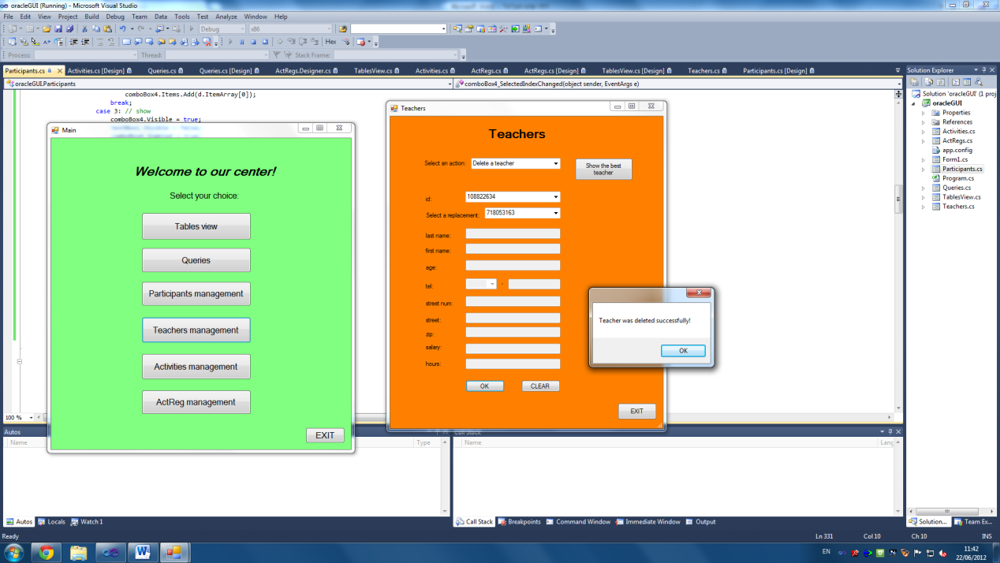 oracleGUI (Running) - Microsoft Visual Studio
File Edit View Project Build Debug Team Data Tools Test Analyze Window Help
Debug x86
Hex
Process: Thread: Stack Frame:
Participants.cs Activities.cs [Design] Queries.cs Queries.cs [Design] ActRegs.Designer.cs TablesView.cs Activities.cs ActRegs.cs ActRegs.cs [Design] TablesView.cs [Design] Teachers.cs Participants.cs [Design]
oracleGUI.Participants comboBox4_SelectedIndexChanged(object sender, EventArgs e)
comboBox4.Items.Add(d.ItemArray[0]);
break;
case 3: // show
comboBox4.Visible = true;
Main
Welcome to our center!
Select your choice:
Tables view
Queries
Participants management
Teachers management
Activities management
ActReg management
EXIT
Teachers
Teachers
Select an action: Delete a teacher
Show the best
teacher
id: 108822634
Select a replacement: 718053163
last name:
first name:
age:
tel: -
street num:
street:
zip:
salary:
hours:
OK CLEAR
EXIT
Teacher was deleted successfully!
OK
Solution Explorer
Solution 'oracleGUI' (1 proj
oracleGUI
Properties
References
Activities.cs
ActRegs.cs
app.config
Form1.cs
Participants.cs
Program.cs
Queries.cs
TablesView.cs
Teachers.cs
Solution... Team Ex...
100 %
Autos
Name Type
Call Stack
Name Lang
Autos Locals Watch 1
Call Stack Breakpoints Command Window Immediate Window Output
Ready Ln 331 Col 10 Ch 10 INS
EN 11:42
22/06/2012